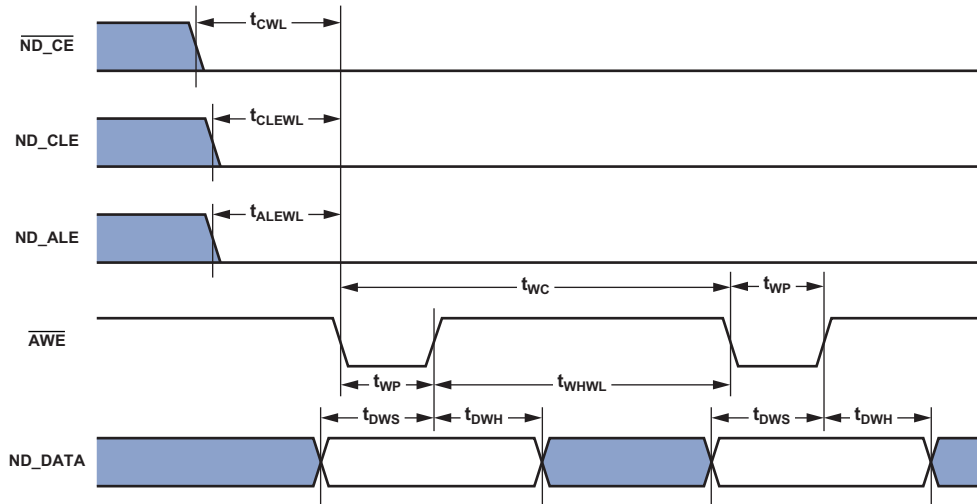 ND_CE
tCWL
ND_CLE
tCLEWL
ND_ALE
tALEWL
tWC
tWP
AWE
tWP
tWHWL
tDWS
tDWH
tDWS
tDWH
ND_DATA